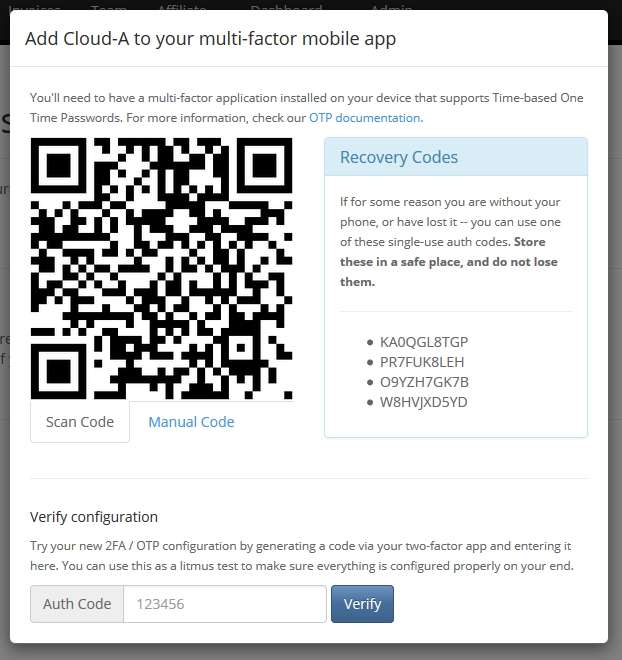 Invoices Team Affiliate Dashboard Admin
Add Cloud-A to your multi-factor mobile app
You'll need to have a multi-factor application installed on your device that supports Time-based One
Time Passwords. For more information, check our OTP documentation.
Recovery Codes
If for some reason you are without your
phone, or have lost it -- you can use one
of these single-use auth codes. Store
these in a safe place, and do not lose
them.
KA0QGL8TGP
PR7FUK8LEH
O9YZH7GK7B
W8HVJXD5YD
Scan Code Manual Code
Verify configuration
Try your new 2FA / OTP configuration by generating a code via your two-factor app and entering it
here. You can use this as a litmus test to make sure everything is configured properly on your end.
Auth Code 123456 Verify